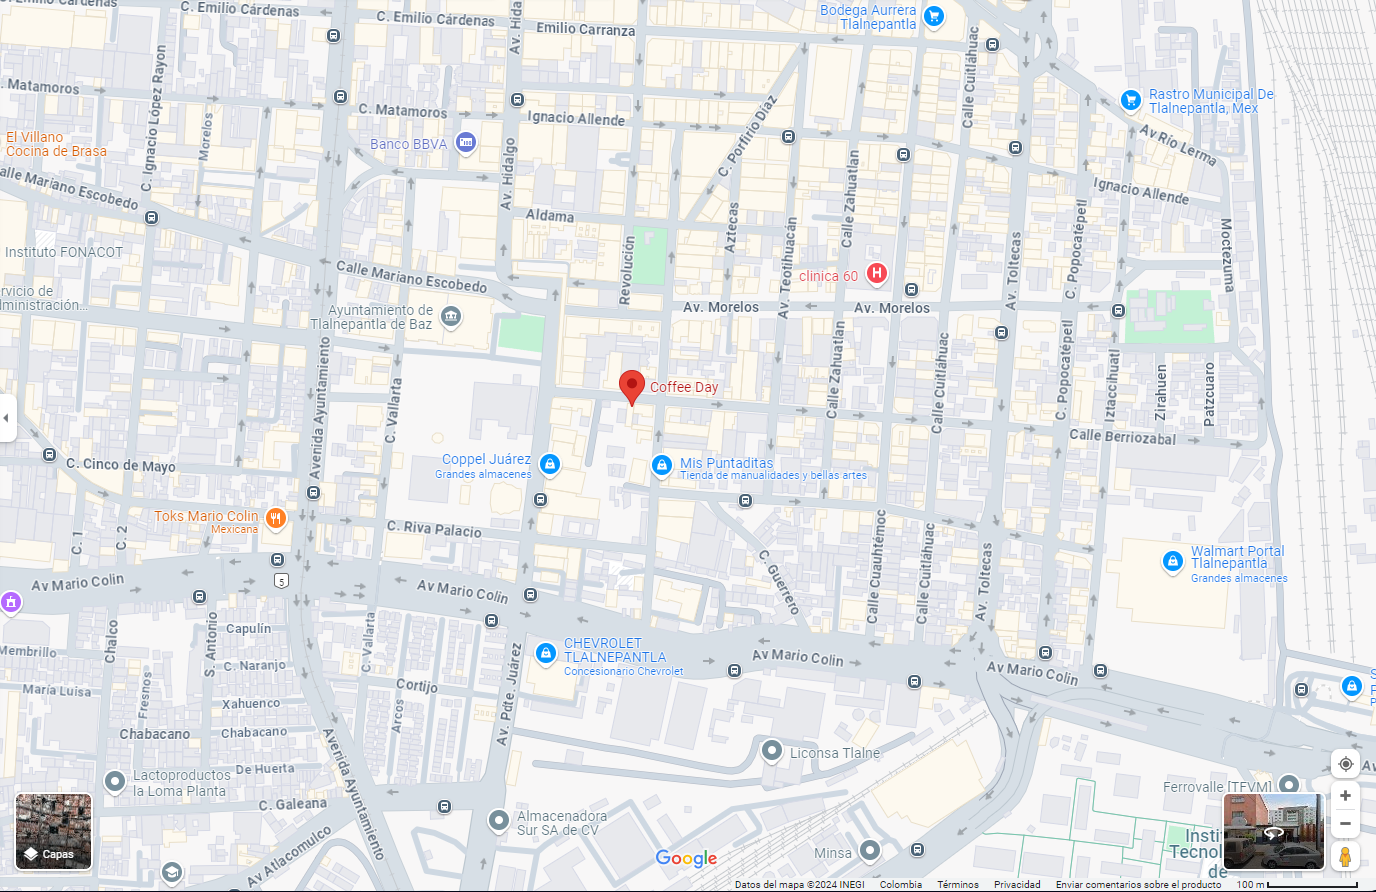 C. Emilio Cárdenas
C. Emilio Cárdenas
C. Emilio Cárdenas
Av. Hidalgo
Emilio Carranza
Bodega Aurrera
Tlalnepantla
Calle Cuitláhuac
Matamoros
C. Ignacio López Rayon
Morelos
C. Matamoros
Ignacio Allende
C. Porfirio Díaz
Rastro Municipal De
Tlalnepantla, Mex
Av Río Lerma
El Villano
Cocina de Brasa
Banco BBVA
Calle Mariano Escobedo
Av. Hidalgo
Aldama
Aztecas
Calle Zahuatlan
Ignacio Allende
Instituto FONACOT
Calle Mariano Escobedo
Revolución
Av. Teotihuacán
clinica 60
Av. Toltecas
C. Popocatépetl
Moctezuma
rvicio de
dministración...
Ayuntamiento de
Tlalnepantla de Baz
Av. Morelos
Av. Morelos
Avenida Ayuntamiento
C. Vallarta
Coffee Day
Calle Zahuatlan
Calle Cuitláhuac
C. Popocatépetl
Iztaccihuatl
Zirahuen
Patzcuaro
Calle Berriozabal
C. Cinco de Mayo
Coppel Juárez
Grandes almacenes
Mis Puntaditas
Tienda de manualidades y bellas artes
Toks Mario Colin
Mexicana
C. 1
C. 2
C. Riva Palacio
C. Guerrero
Calle Cuauhtémoc
Calle Cuitláhuac
Av. Toltecas
Walmart Portal
Tlalnepantla
Grandes almacenes
5
Av Mario Colin
Av Mario Colin
Chalco
S. Antonio
Capulín
C. Vallarta
CHEVROLET
TLALNEPANTLA
Concesionario Chevrolet
Av Mario Colin
Av Mario Colin
Membrillo
C. Naranjo
María Luisa
Fresnos
Xahuenco
Cortijo
Arcos
Av. Pdte. Juárez
Chabacano
Chabacano
Avenida Ayuntamiento
Liconsa Tlalne
De Huerta
Lactoproductos
la Loma Planta
C. Galeana
Av Atlacomulco
Almacenadora
Sur SA de CV
Minsa
Ferrovalle [TFVM]
Instit
Tecnol
de
Capas
Google
Datos del mapa ©2024 INEGI
Colombia
Términos
Privacidad
Enviar comentarios sobre el producto
100 m